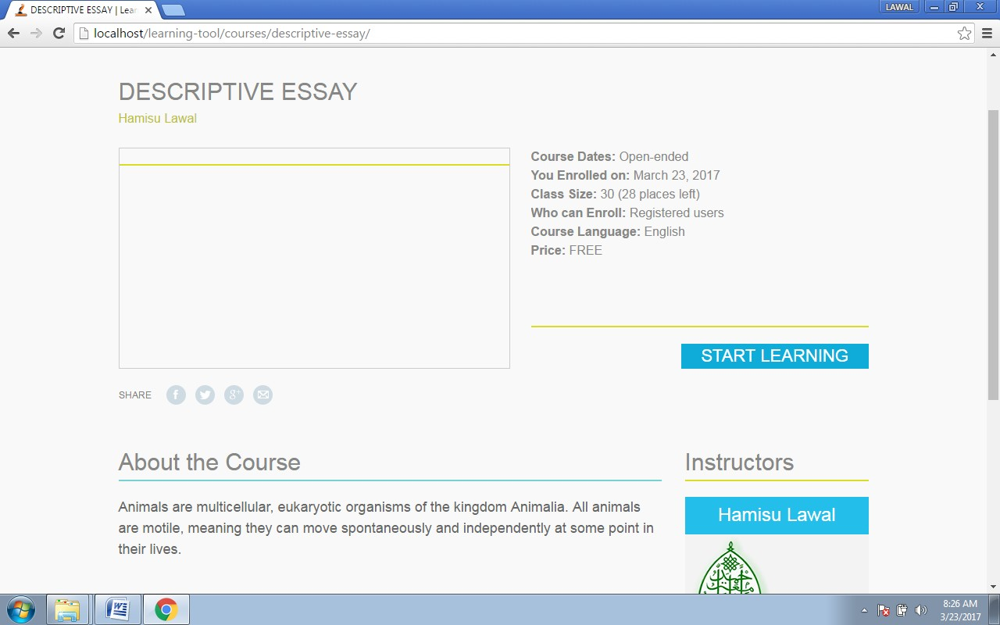 DESCRIPTIVE ESSAY | Lear
LAWAL
localhost/learning-tool/courses/descriptive-essay/
DESCRIPTIVE ESSAY
Hamisu Lawal
Course Dates: Open-ended
You Enrolled on: March 23, 2017
Class Size: 30 (28 places left)
Who can Enroll: Registered users
Course Language: English
Price: FREE
START LEARNING
SHARE
About the Course
Instructors
Animals are multicellular, eukaryotic organisms of the kingdom Animalia. All animals
are motile, meaning they can move spontaneously and independently at some point in
their lives.
Hamisu Lawal
8:26 AM
3/23/2017